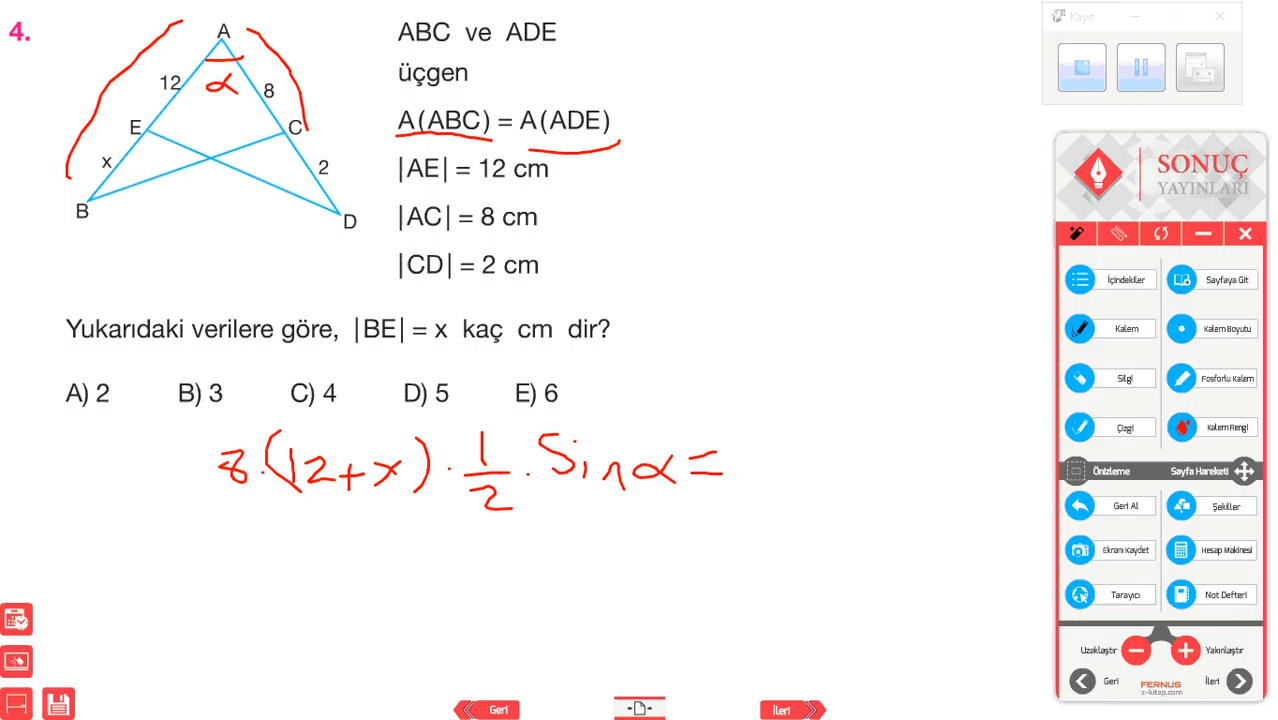 4.
A
12
α
8
E
C
x
2
B
D
ABC ve ADE
üçgen
A(ABC) = A(ADE)
|AE| = 12 cm
|AC| = 8 cm
|CD| = 2 cm
Yukarıdaki verilere göre, |BE| = x kaç cm dir?
A) 2 B) 3 C) 4 D) 5 E) 6
8.(12+x).1/2.Sinα=
Kayıt
SONUÇ
YAYINLARI
İçindekiler
Sayfaya Git
Kalem
Kalem Boyutu
Silgi
Fosforlu Kalem
Çizgi
Kalem Rengi
Önizleme
Sayfa Hareketi
Geri Al
Şekiller
Ekranı Kaydet
Hesap Makinesi
Tarayıcı
Not Defteri
Uzaklaştır
Yakınlaştır
Geri
FERNUS
z-kitap.com
İleri
Geri
İleri